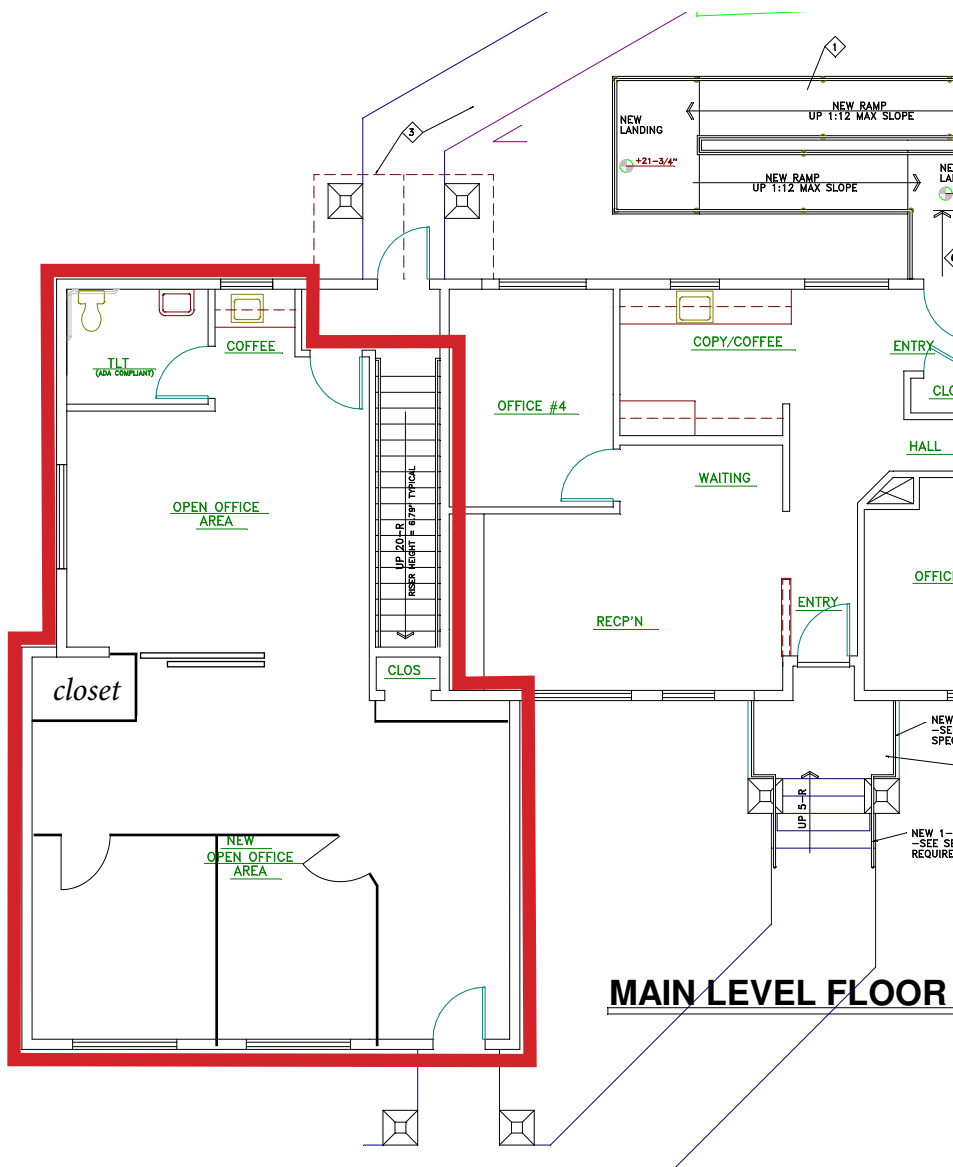 1
NEW RAMP
UP 1:12 MAX SLOPE
NEW
LANDING
3
+21-3/4"
NEW RAMP
UP 1:12 MAX SLOPE
COFFEE
COPY/COFFEE
ENTRY
TLT
(ADA COMPLIANT)
OFFICE #4
HALL
WAITING
OPEN OFFICE
AREA
UP 20-R
RISER HEIGHT = 6.79" TYPICAL
ENTRY
RECP'N
CLOS
closet
UP 5-R
NEW 1-
NEW
OPEN OFFICE
AREA
MAIN LEVEL FLOOR